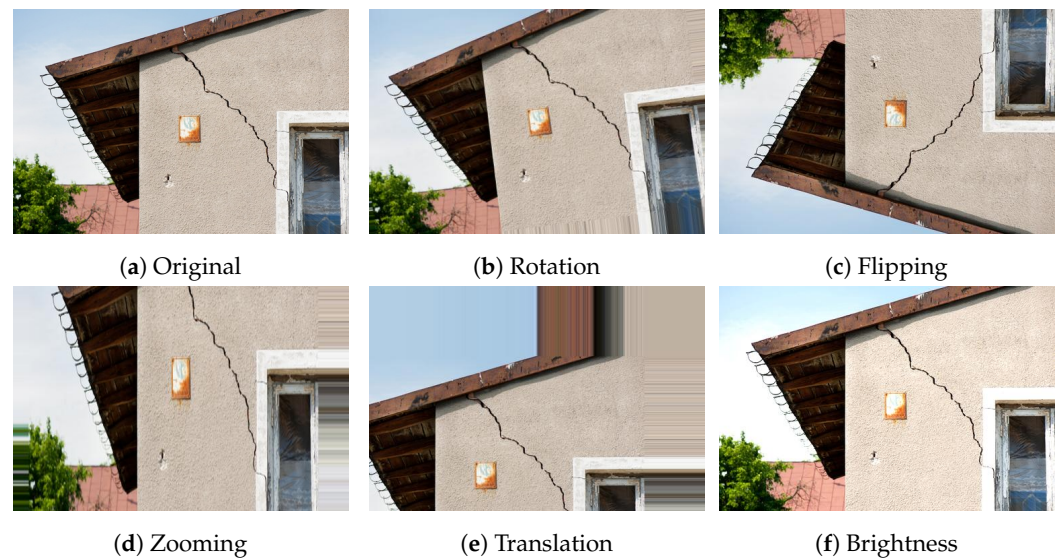 (a) Original
(b) Rotation
(c) Flipping
(d) Zooming
(e) Translation
(f) Brightness